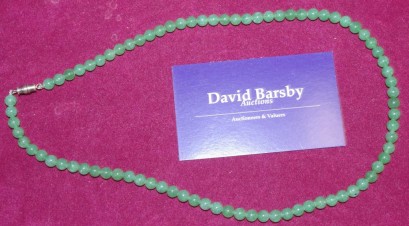 David Barsby
Auctions
Auctioneers & Valuers